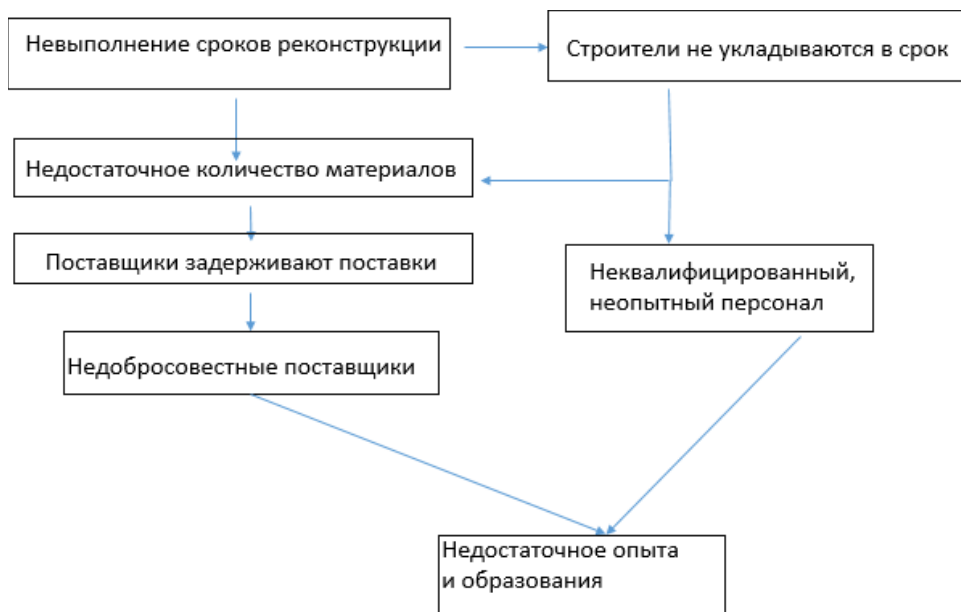 Невыполнение сроков реконструкции
Строители не укладываются в срок
Недостаточное количество материалов
Поставщики задерживают поставки
Неквалифицированный,
неопытный персонал
Недобросовестные поставщики
Недостаточное опыта
и образования